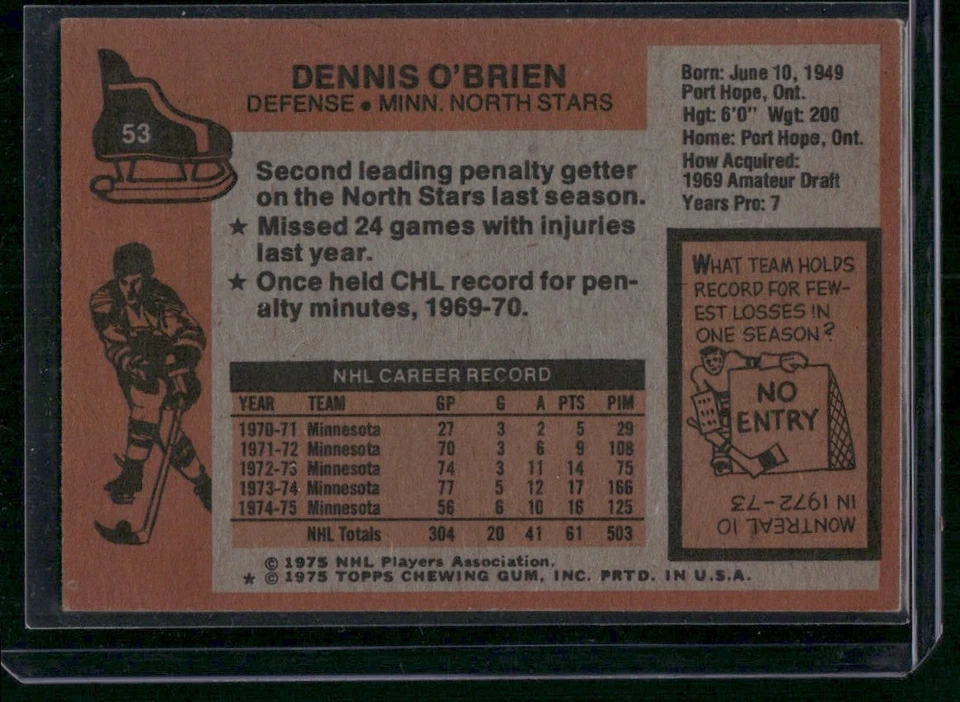 53
DENNIS O'BRIEN
DEFENSE • MINN. NORTH STARS
Born: June 10, 1949
Port Hope, Ont.
Hgt: 6'0" Wgt: 200
Home: Port Hope, Ont.
How Acquired:
1969 Amateur Draft
Years Pro: 7
Second leading penalty getter
on the North Stars last season.
★ Missed 24 games with injuries
last year.
★ Once held CHL record for pen-
alty minutes, 1969-70.
NHL CAREER RECORD
YEAR TEAM GP G A PTS PIM
1970-71 Minnesota 27 3 2 5 29
1971-72 Minnesota 70 3 6 9 108
1972-73 Minnesota 74 3 11 14 75
1973-74 Minnesota 77 5 12 17 166
1974-75 Minnesota 56 6 10 16 125
NHL Totals 304 20 41 61 503
WHAT TEAM HOLDS
RECORD FOR FEW-
EST LOSSES IN
ONE SEASON?
NO
ENTRY
MONTREAL 10
IN 1972-73
© 1975 NHL Players Association.
★ © 1975 TOPPS CHEWING GUM, INC. PRTD. IN U.S.A.